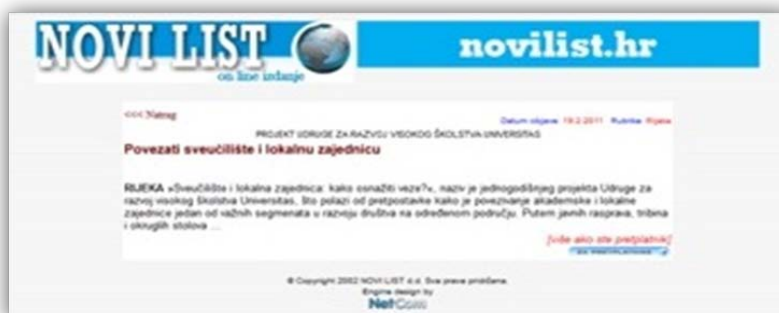 NOVI LIST
on line izdanje
novilist.hr
<<< Natrag
Datum objave: 19.2.2011 Rubrika: Rijeka
PROJEKT UDRUGE ZA RAZVOJ VISOKOG ŠKOLSTVA UNIVERSITAS
Povezati sveučilište i lokalnu zajednicu
RIJEKA »Sveučilište i lokalna zajednica: kako osnažiti veze?«, naziv je jednogodišnjeg projekta Udruge za
razvoj visokog školstva Universitas, što polazi od pretpostavke kako je povezivanje akademske i lokalne
zajednice jedan od važnih segmenata u razvoju društva na određenom području. Putem javnih rasprava, tribina
i okruglih stolova ...
[više ako ste pretplatnik]
ZA PRETPLATNIKE
© Copyright 2002 NOVI LIST d.d. Sva prava pridržana.
Engine design by
NetCom